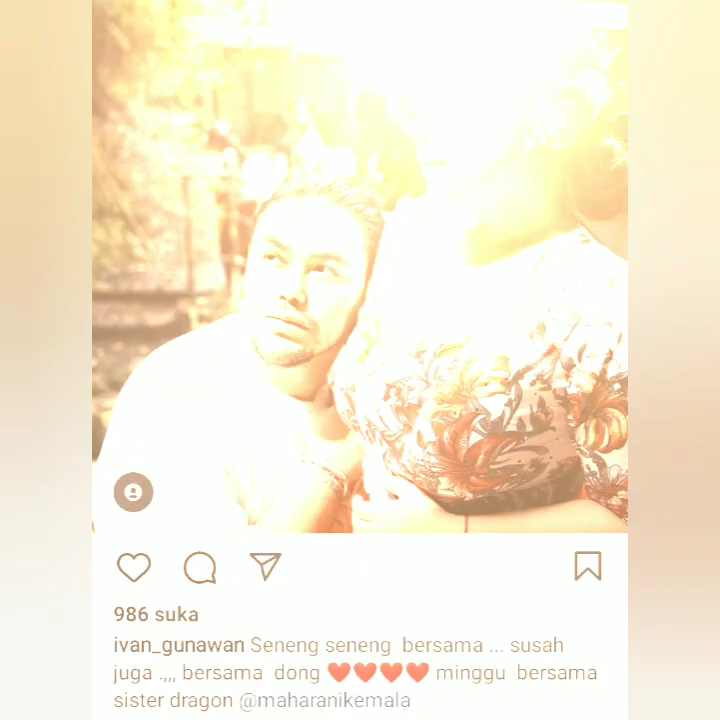 986 suka
ivan_gunawan Seneng seneng bersama ... susah
juga .,,, bersama dong ❤️❤️❤️❤️ minggu bersama
sister dragon @maharanikemala